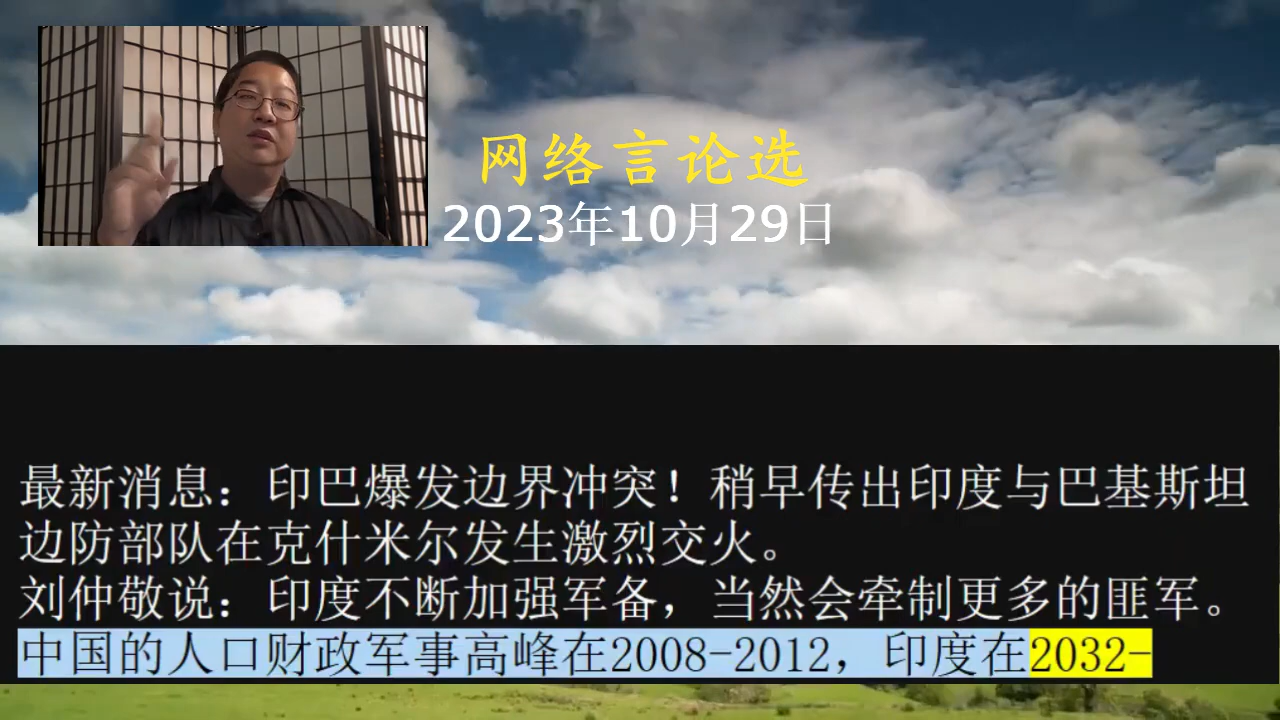 网络言论选
2023年10月29日
最新消息：印巴爆发边界冲突！稍早传出印度与巴基斯坦
边防部队在克什米尔发生激烈交火。
刘仲敬说：印度不断加强军备，当然会牵制更多的匪军。
中国的人口财政军事高峰在2008-2012，印度在2032-